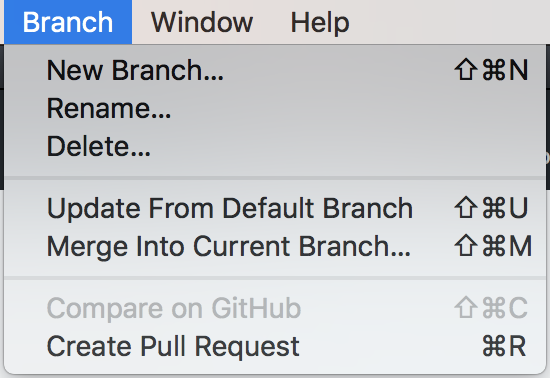 Branch Window Help
New Branch... ⇧⌘N
Rename...
Delete...
Update From Default Branch ⇧⌘U
Merge Into Current Branch... ⇧⌘M
Compare on GitHub ⇧⌘C
Create Pull Request ⌘R